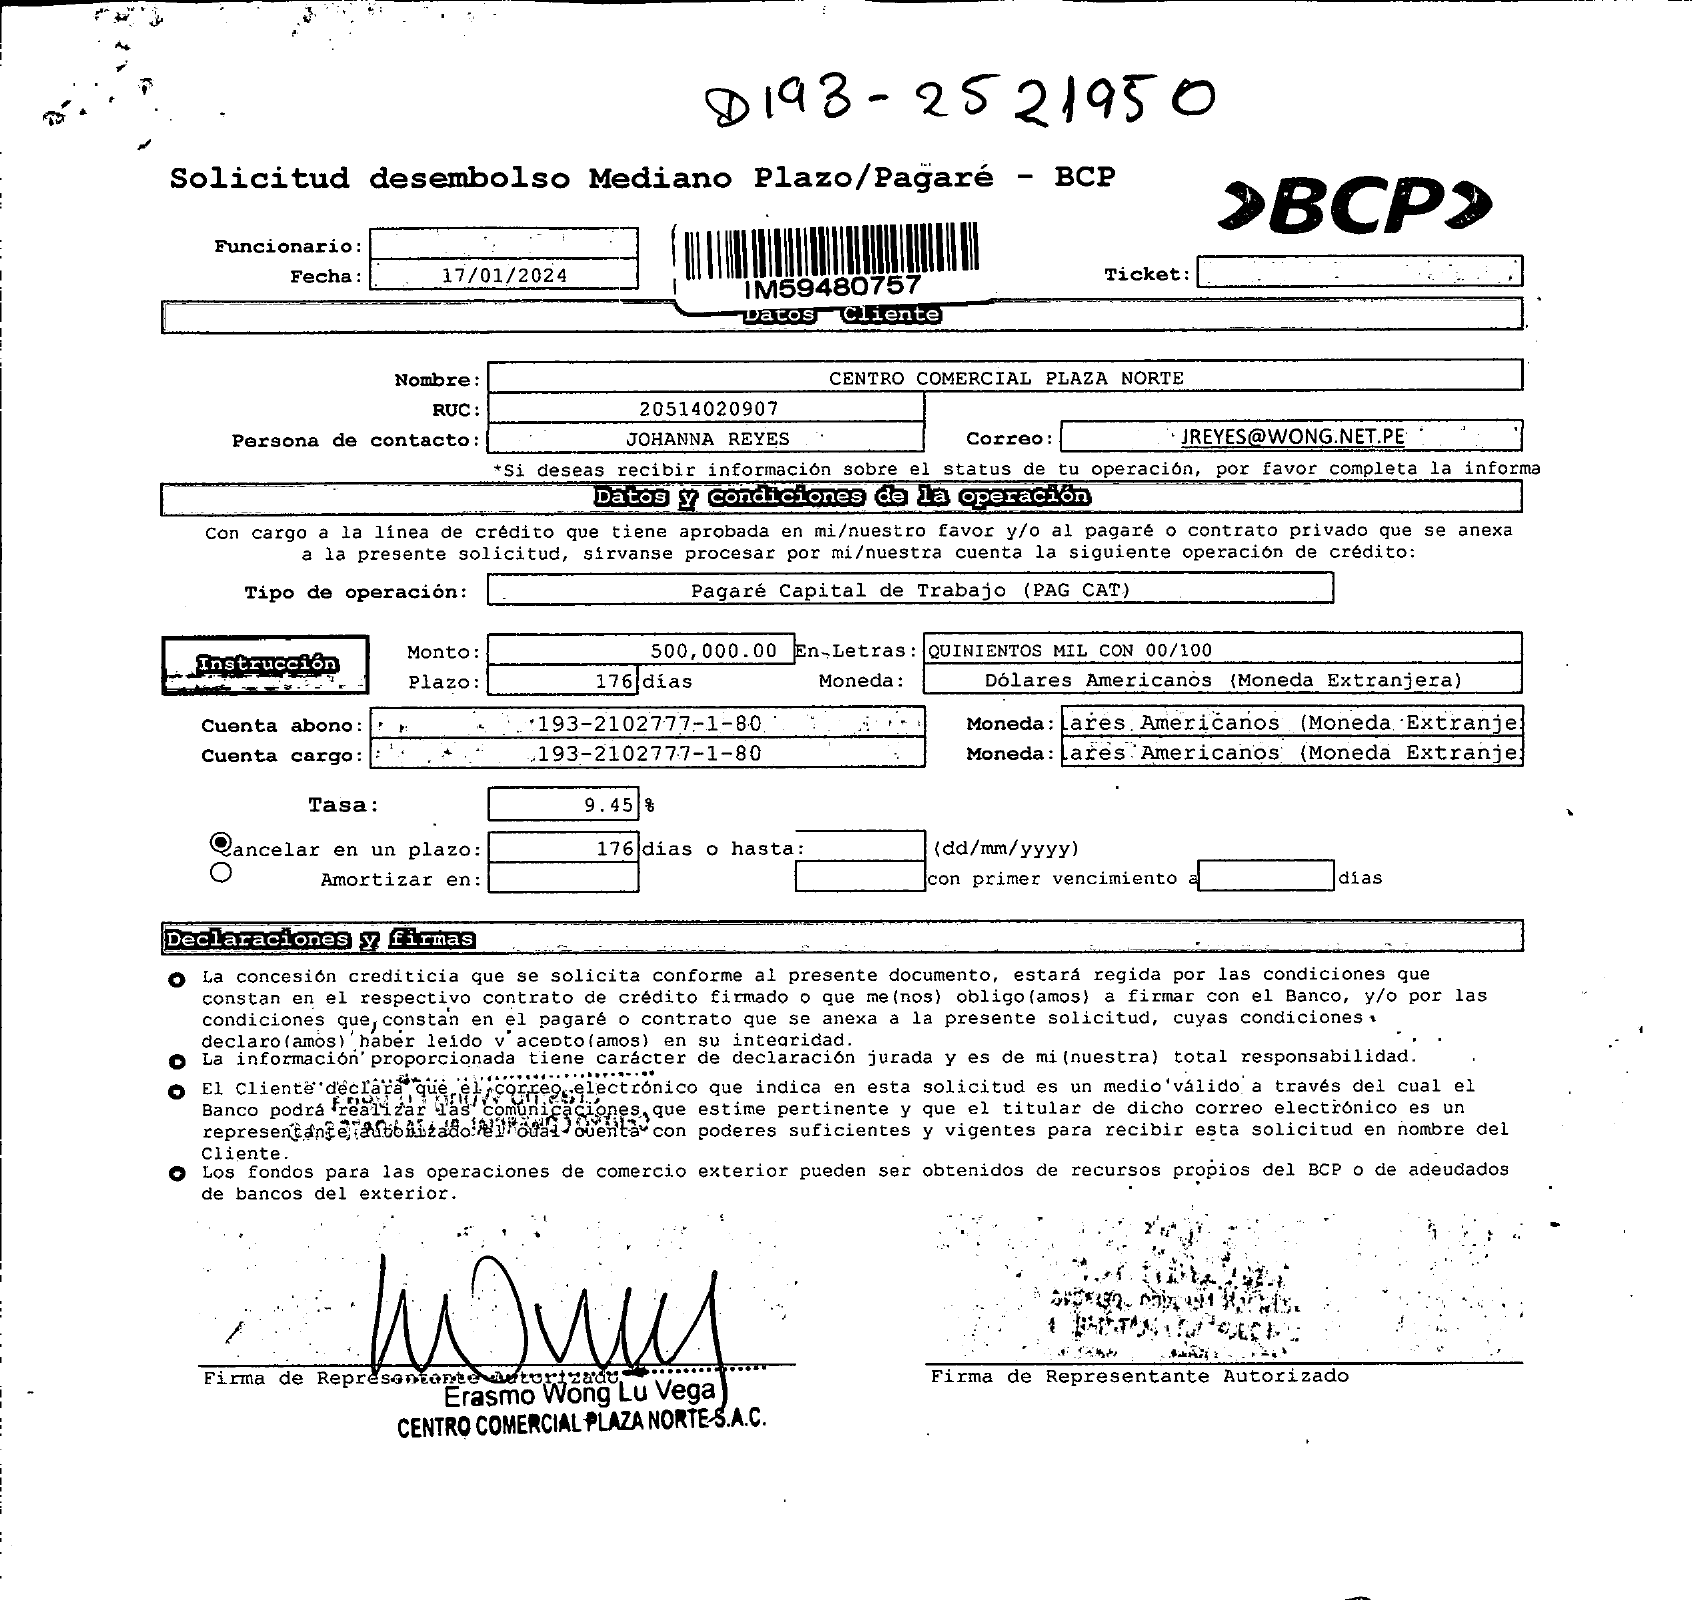 D193-2521950
Solicitud desembolso Mediano Plazo/Pagaré - BCP
BCP
Funcionario:
Fecha: 17/01/2024
IM59480757
Ticket:
Datos Cliente
Nombre: CENTRO COMERCIAL PLAZA NORTE
RUC: 20514020907
Persona de contacto: JOHANNA REYES Correo: JREYES@WONG.NET.PE
*Si deseas recibir información sobre el status de tu operación, por favor completa la informa
Datos y condiciones de la operación
Con cargo a la línea de crédito que tiene aprobada en mi/nuestro favor y/o al pagaré o contrato privado que se anexa
a la presente solicitud, sírvanse procesar por mi/nuestra cuenta la siguiente operación de crédito:
Tipo de operación: Pagaré Capital de Trabajo (PAG CAT)
Instrucción
Monto: 500,000.00 En Letras: QUINIENTOS MIL CON 00/100
Plazo: 176 días Moneda: Dólares Americanos (Moneda Extranjera)
Cuenta abono: 193-2102777-1-80 Moneda: lares Americanos (Moneda Extranje
Cuenta cargo: 193-2102777-1-80 Moneda: lares Americanos (Moneda Extranje
Tasa: 9.45 %
ancelar en un plazo: 176 días o hasta: (dd/mm/yyyy)
Amortizar en: con primer vencimiento a días
Declaraciones y firmas
La concesión crediticia que se solicita conforme al presente documento, estará regida por las condiciones que
constan en el respectivo contrato de crédito firmado o que me(nos) obligo(amos) a firmar con el Banco, y/o por las
condiciones que constan en el pagaré o contrato que se anexa a la presente solicitud, cuyas condiciones
declaro(amos) haber leído y acepto(amos) en su integridad.
La información proporcionada tiene carácter de declaración jurada y es de mi(nuestra) total responsabilidad.
El Cliente declara que el correo electrónico que indica en esta solicitud es un medio válido a través del cual el
Banco podrá realizar las comunicaciones que estime pertinente y que el titular de dicho correo electrónico es un
representante autorizado el cual cuenta con poderes suficientes y vigentes para recibir esta solicitud en nombre del
Cliente.
Los fondos para las operaciones de comercio exterior pueden ser obtenidos de recursos propios del BCP o de adeudados
de bancos del exterior.
Firma de Representante Autorizado
Erasmo Wong Lu Vega
CENTRO COMERCIAL PLAZA NORTE S.A.C.
Firma de Representante Autorizado